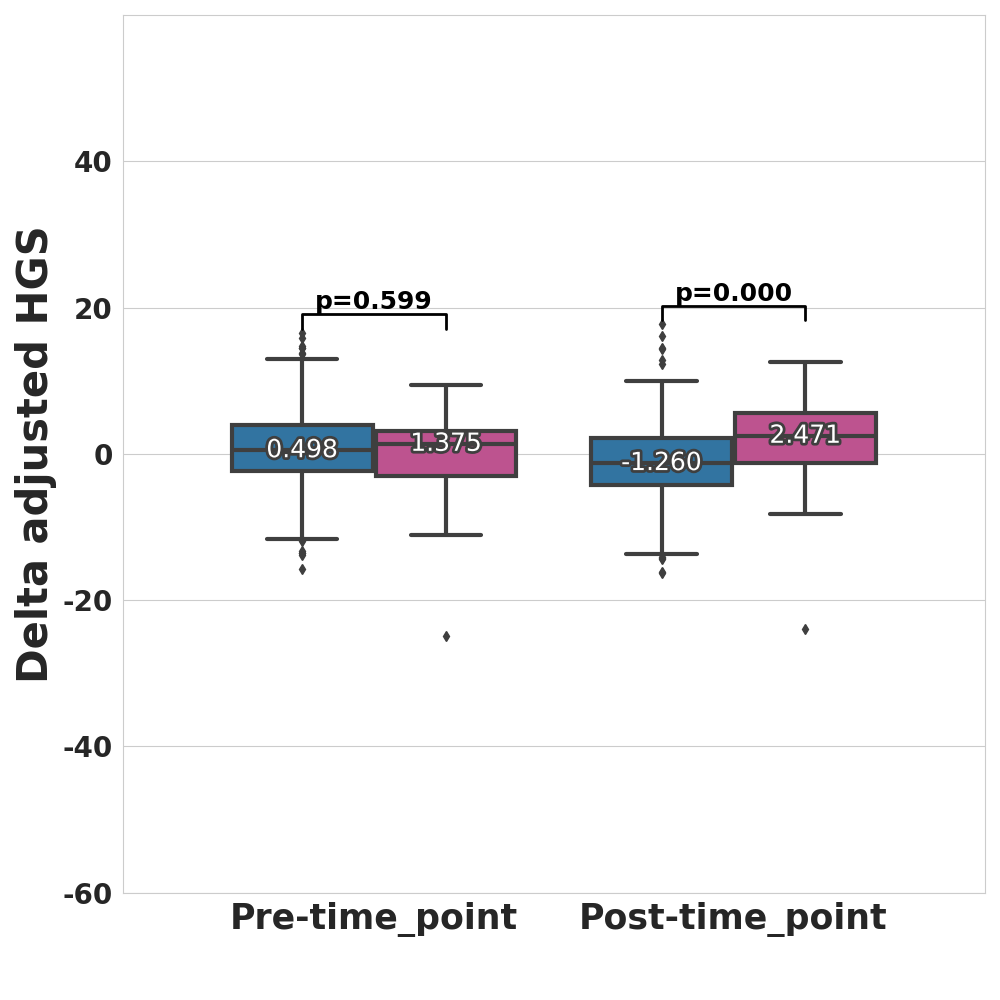 Delta adjusted HGS
40
20
0
-20
-40
-60
p=0.599
p=0.000
0.498
1.375
-1.260
2.471
Pre-time_point
Post-time_point